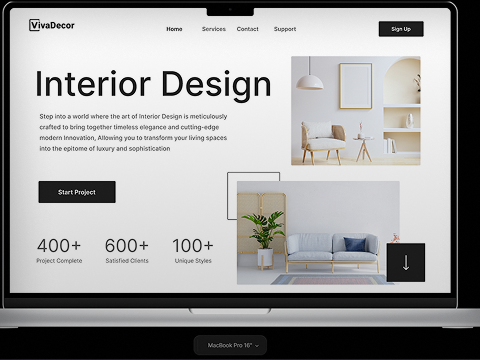 VivaDecor
Home Services Contact Support
Sign Up
Interior Design
Step into a world where the art of Interior Design is meticulously
crafted to bring together timeless elegance and cutting-edge
modern Innovation, Allowing you to transform your living spaces
into the epitome of luxury and sophistication
Start Project
400+ 600+ 100+
Project Complete Satisfied Clients Unique Styles
MacBook Pro 16"